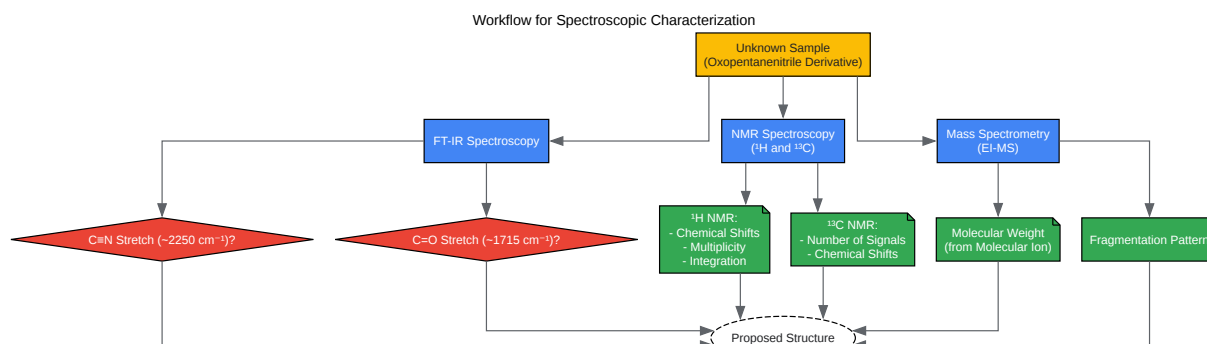 Workflow for Spectroscopic Characterization
Unknown Sample
(Oxopentanenitrile Derivative)
FT-IR Spectroscopy
NMR Spectroscopy
(¹H and ¹³C)
Mass Spectrometry
(EI-MS)
C≡N Stretch (~2250 cm⁻¹)?
C=O Stretch (~1715 cm⁻¹)?
¹H NMR:
- Chemical Shifts
- Multiplicity
- Integration
¹³C NMR:
- Number of Signals
- Chemical Shifts
Molecular Weight
(from Molecular Ion)
Fragmentation Pattern
Proposed Structure